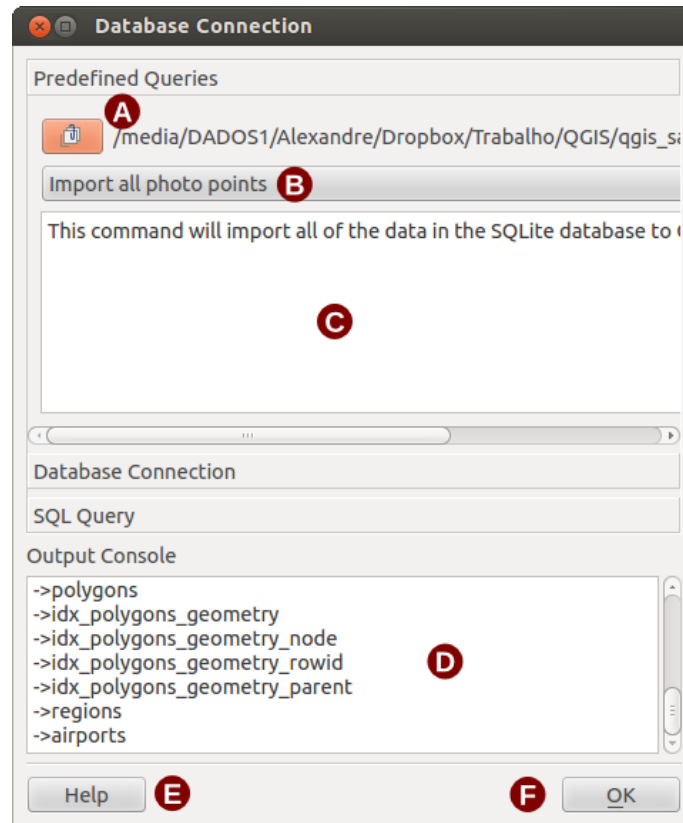 Database Connection
Predefined Queries
A
/media/DADOS1/Alexandre/Dropbox/Trabalho/QGIS/qgis_sa
Import all photo points B
This command will import all of the data in the SQLite database to
C
Database Connection
SQL Query
Output Console
->polygons
->idx_polygons_geometry
->idx_polygons_geometry_node
->idx_polygons_geometry_rowid
D
->idx_polygons_geometry_parent
->regions
->airports
Help E F OK